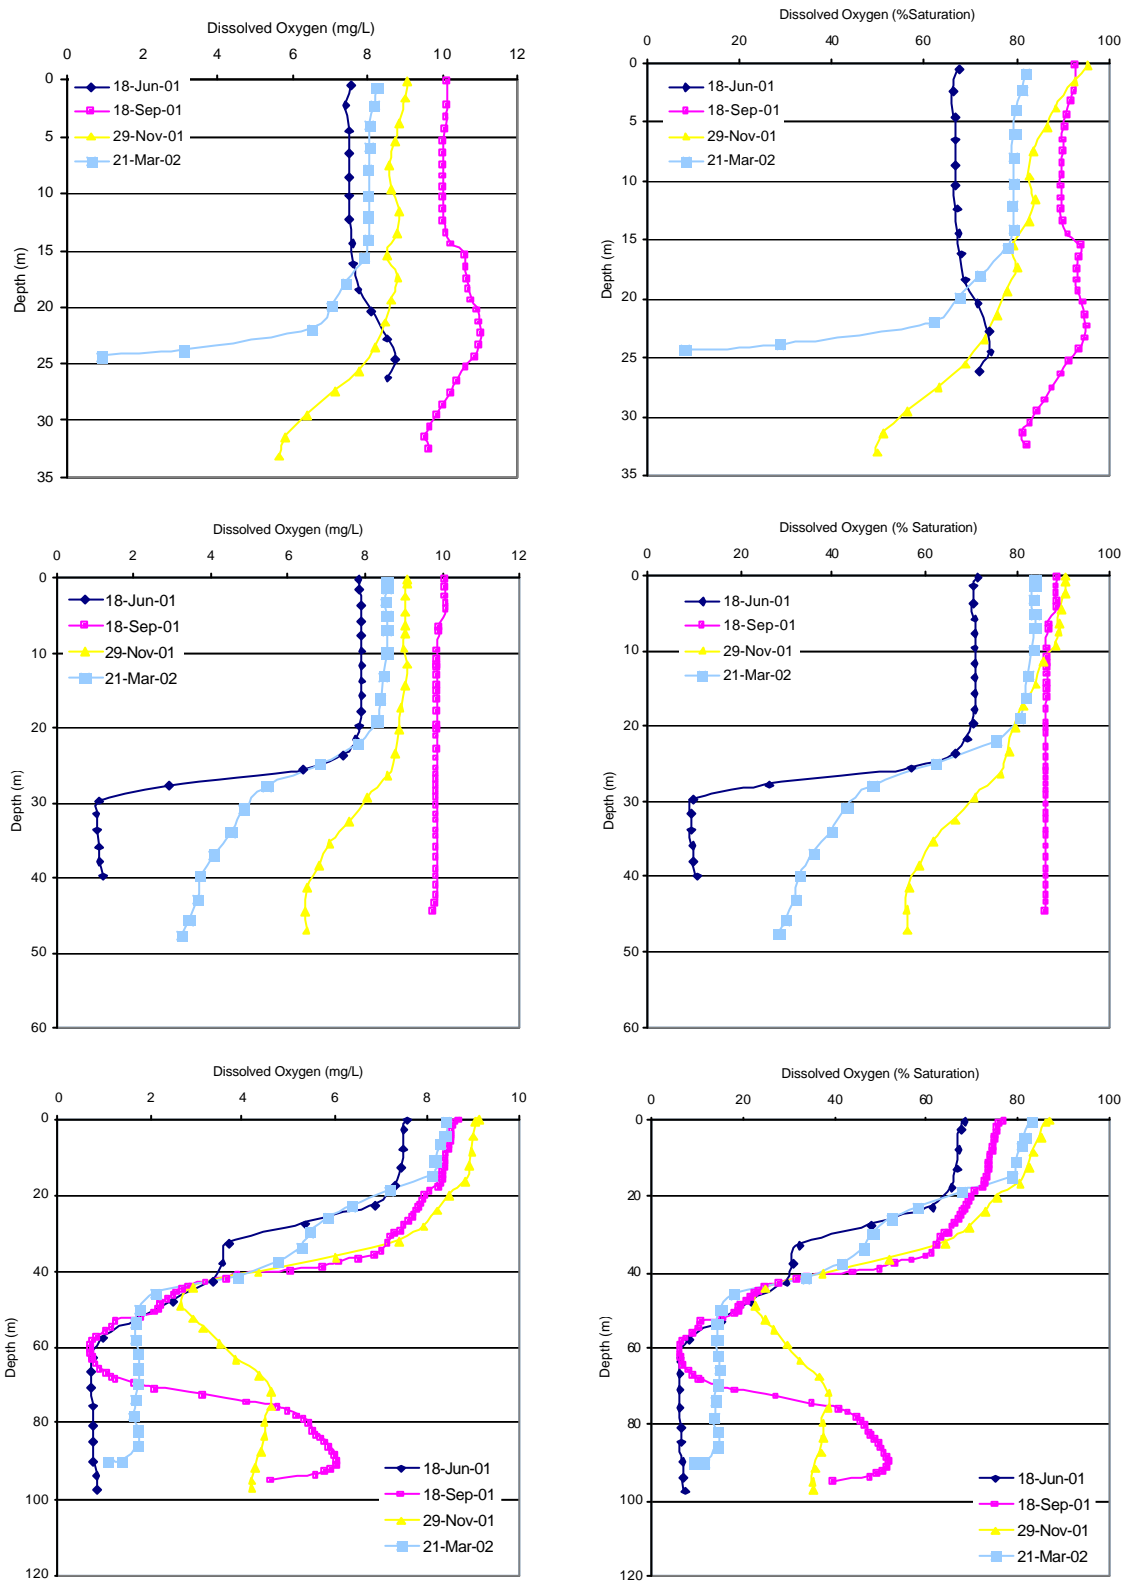 Dissolved Oxygen (mg/L)
0 2 4 6 8 10 12
0
5
10
15
20
25
30
35
Depth (m)
18-Jun-01
18-Sep-01
29-Nov-01
21-Mar-02
Dissolved Oxygen (%Saturation)
0 20 40 60 80 100
0
5
10
15
20
25
30
35
Depth (m)
18-Jun-01
18-Sep-01
29-Nov-01
21-Mar-02
Dissolved Oxygen (mg/L)
0 2 4 6 8 10 12
0
10
20
30
40
50
60
Depth (m)
18-Jun-01
18-Sep-01
29-Nov-01
21-Mar-02
Dissolved Oxygen (% Saturation)
0 20 40 60 80 100
0
10
20
30
40
50
60
Depth (m)
18-Jun-01
18-Sep-01
29-Nov-01
21-Mar-02
Dissolved Oxygen (mg/L)
0 2 4 6 8 10
0
20
40
60
80
100
120
Depth (m)
18-Jun-01
18-Sep-01
29-Nov-01
21-Mar-02
Dissolved Oxygen (% Saturation)
0 20 40 60 80 100
0
20
40
60
80
100
120
Depth (m)
18-Jun-01
18-Sep-01
29-Nov-01
21-Mar-02